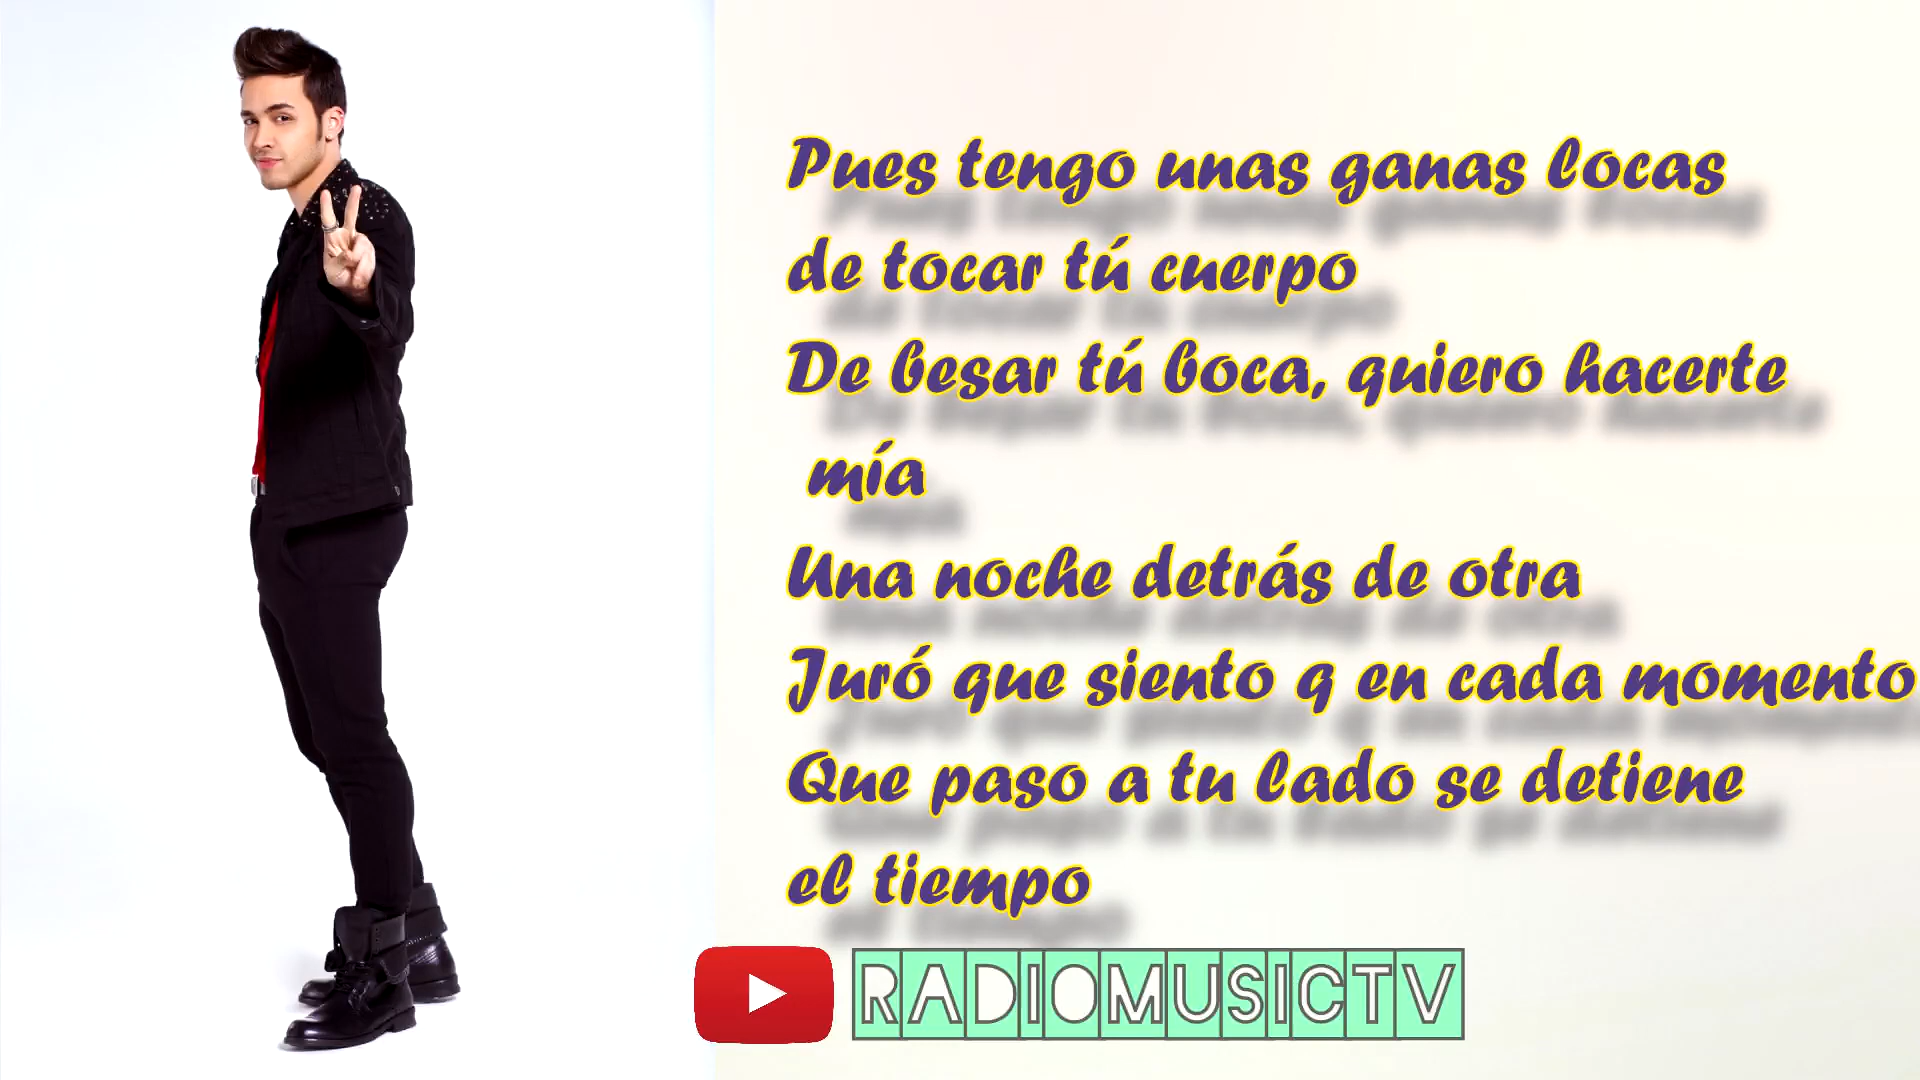 Pues tengo unas ganas locas
de tocar tú cuerpo
De besar tú boca, quiero hacerte
mía
Una noche detrás de otra
Juró que siento q en cada momento
Que paso a tu lado se detiene
el tiempo
RADIOMUSICTV